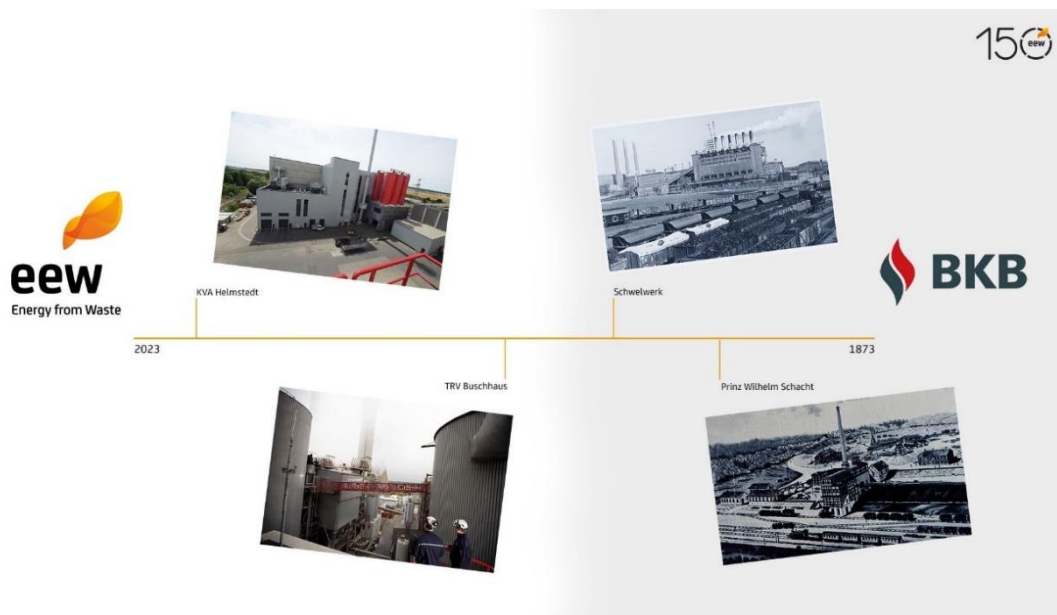 150
eew
eew
Energy from Waste
KVA Helmstedt
Schwelwerk
BKB
2023
1873
TRV Buschhaus
Prinz Wilhelm Schacht